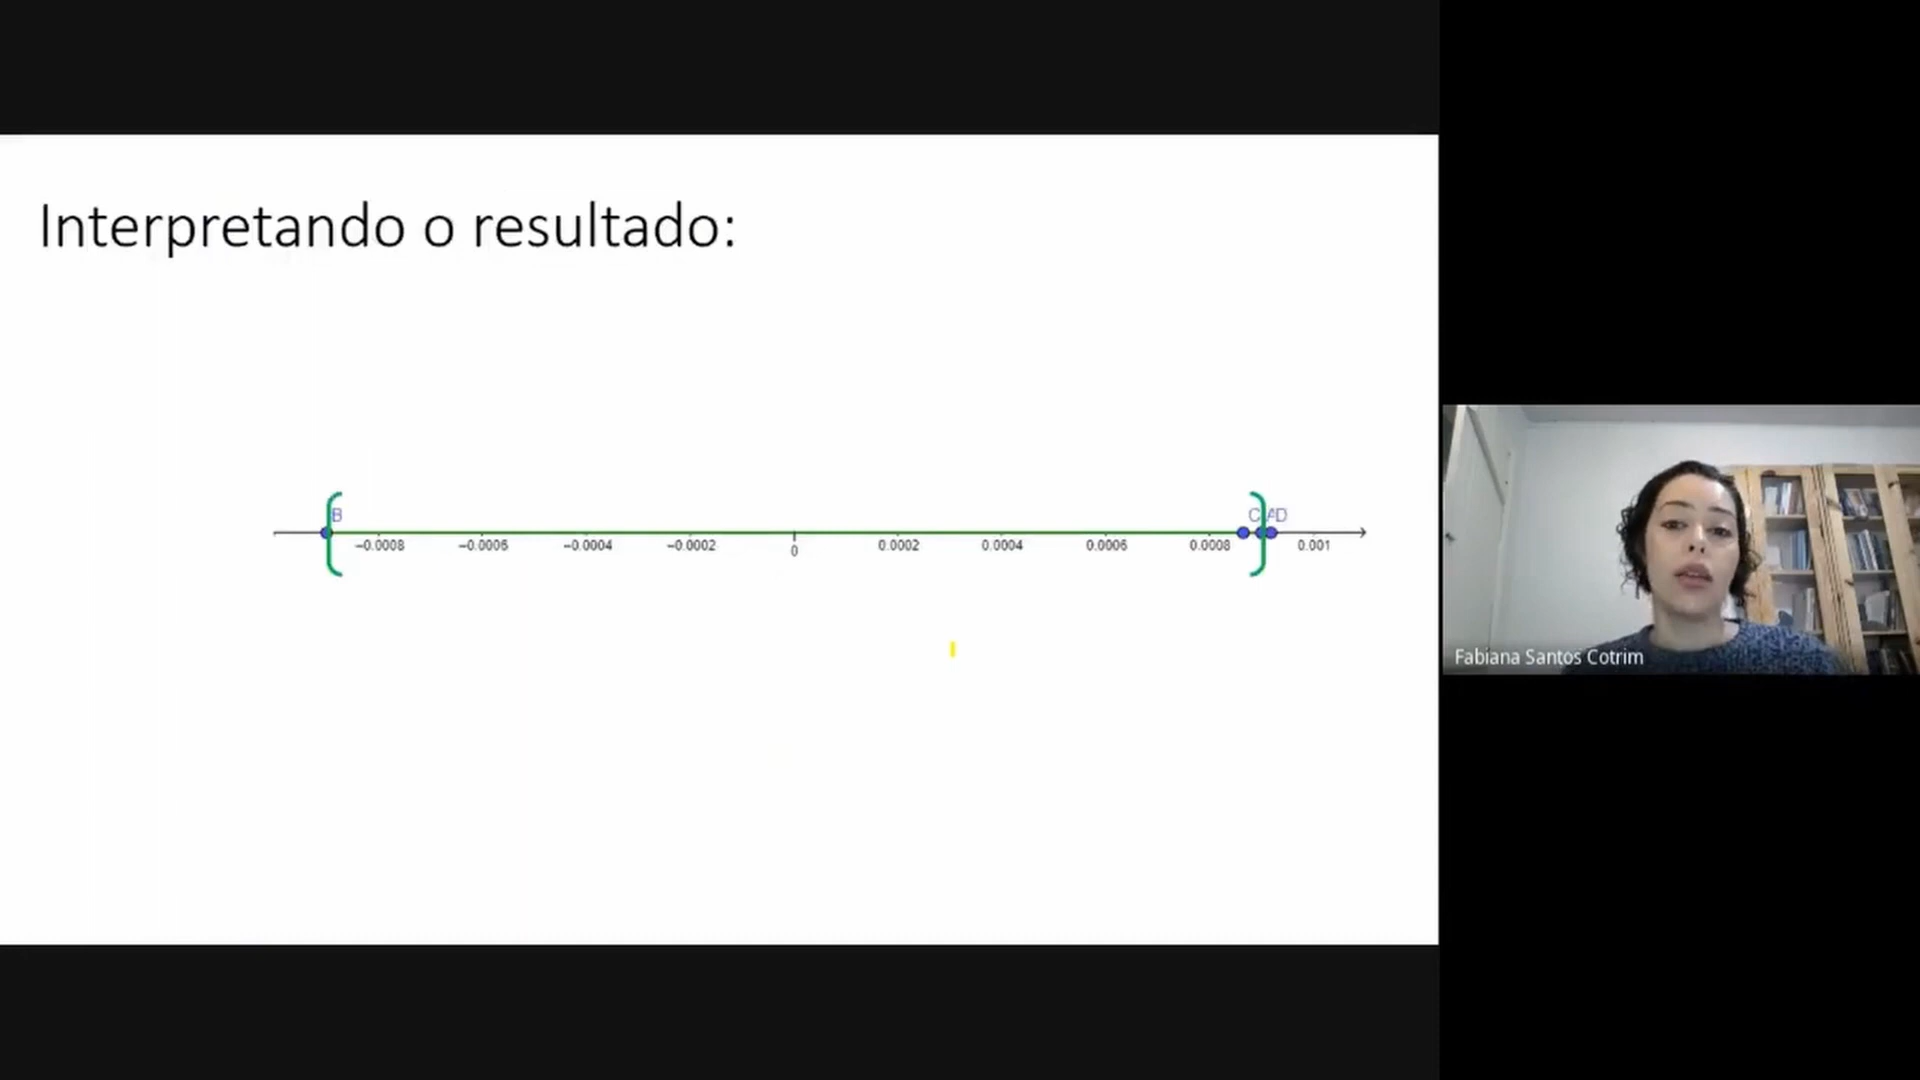 Interpretando o resultado:
B
C A D
−0.0008 −0.0006 −0.0004 −0.0002 0 0.0002 0.0004 0.0006 0.0008 0.001
Fabiana Santos Cotrim